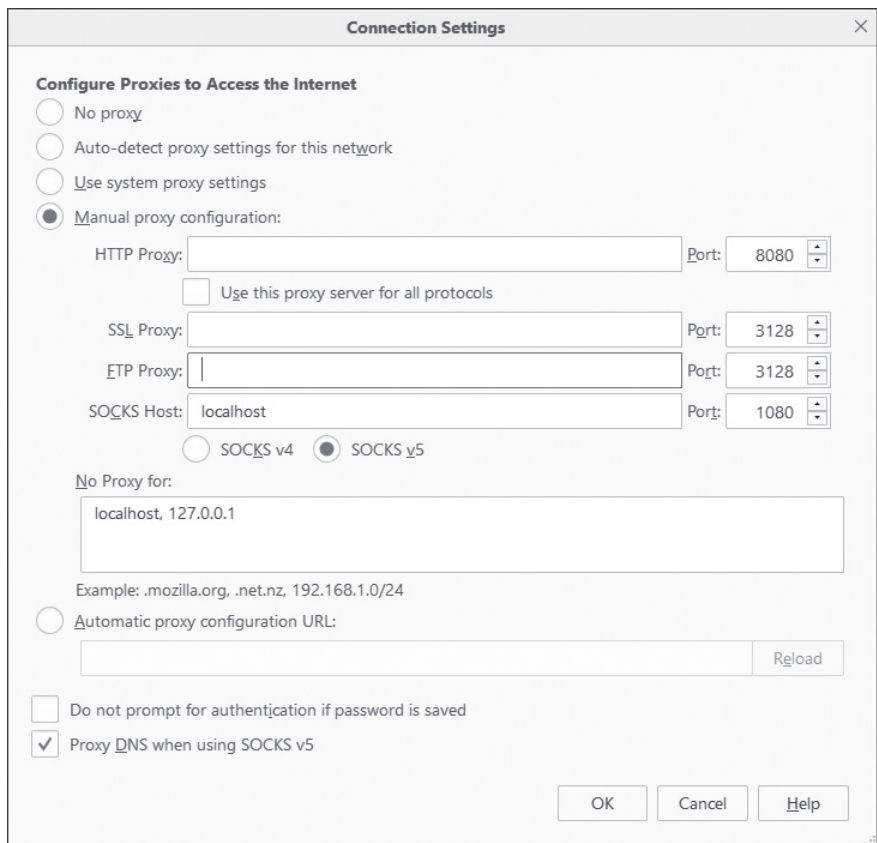 Connection Settings
Configure Proxies to Access the Internet
No proxy
Auto-detect proxy settings for this network
Use system proxy settings
Manual proxy configuration:
HTTP Proxy: Port: 8080
Use this proxy server for all protocols
SSL Proxy: Port: 3128
FTP Proxy: Port: 3128
SOCKS Host: localhost Port: 1080
SOCKS v4 SOCKS v5
No Proxy for:
localhost, 127.0.0.1
Example: .mozilla.org, .net.nz, 192.168.1.0/24
Automatic proxy configuration URL:
Reload
Do not prompt for authentication if password is saved
Proxy DNS when using SOCKS v5
OK Cancel Help